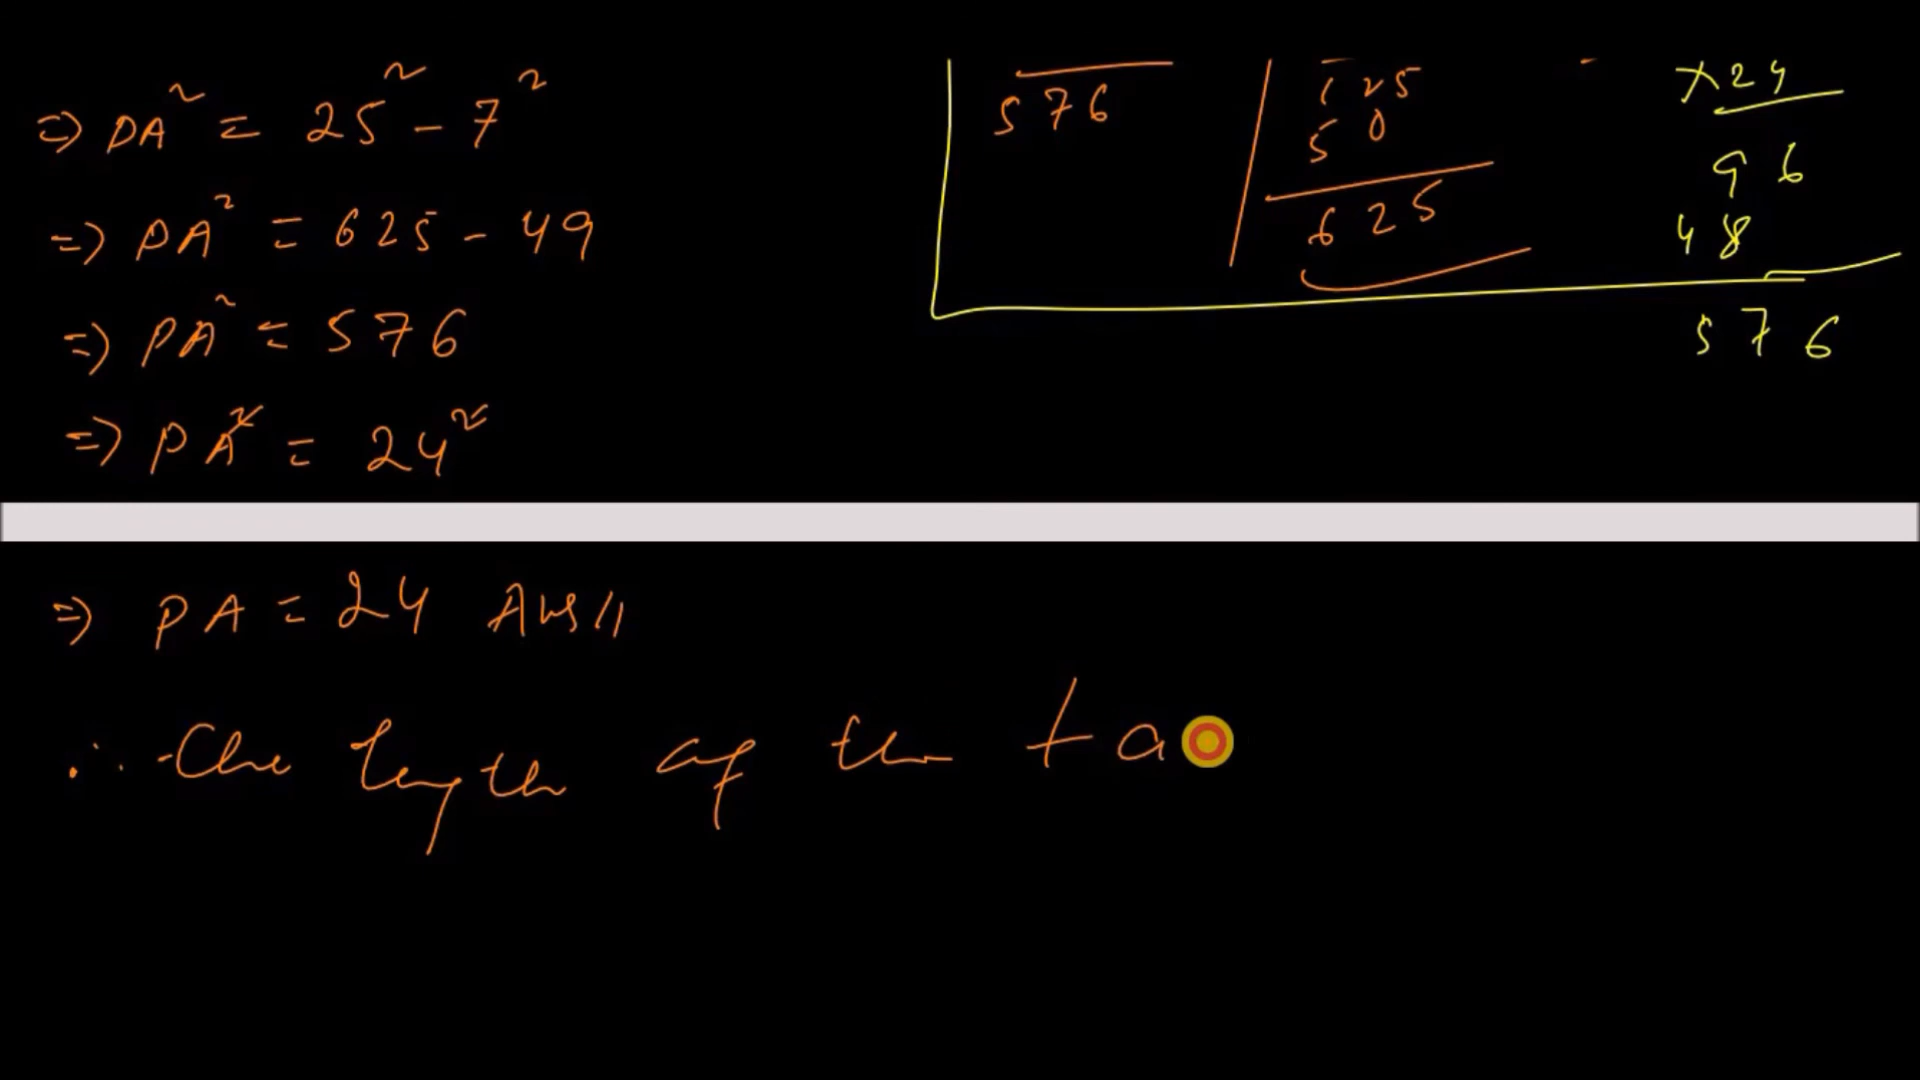 ⇒ PA² = 25² - 7²
⇒ PA² = 625 - 49
⇒ PA² = 576
⇒ PA² = 24²
576
125
50
625
×24
96
48
576
⇒ PA = 24 Ans//
∴ The length of the ta